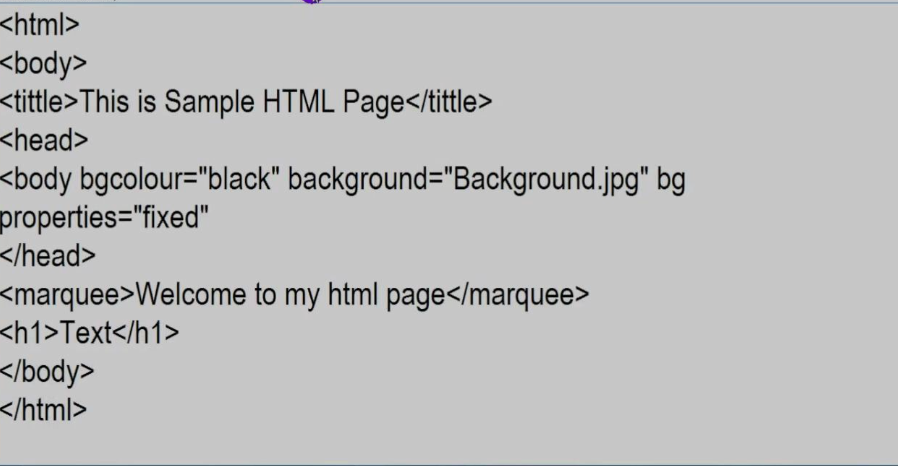 <html>
<body>
<tittle>This is Sample HTML Page</tittle>
<head>
<body bgcolour="black" background="Background.jpg" bg
properties="fixed"
</head>
<marquee>Welcome to my html page</marquee>
<h1>Text</h1>
</body>
</html>